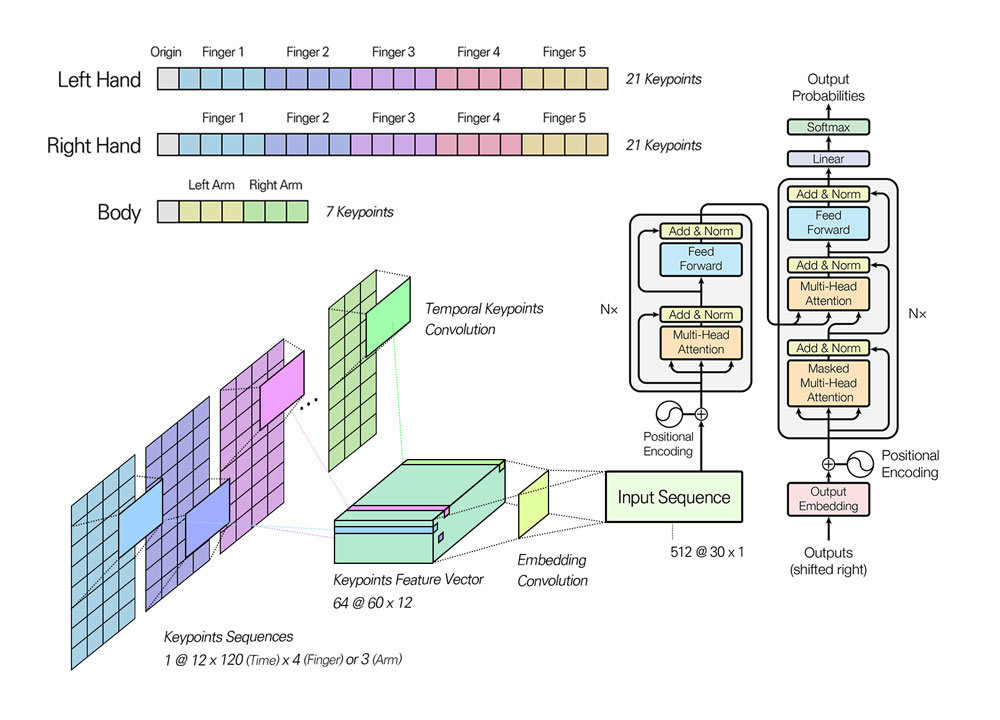 Origin Finger 1 Finger 2 Finger 3 Finger 4 Finger 5
Left Hand 21 Keypoints
Finger 1 Finger 2 Finger 3 Finger 4 Finger 5
Right Hand 21 Keypoints
Left Arm Right Arm
Body 7 Keypoints
Temporal Keypoints
Convolution
Keypoints Sequences
1 @ 12 x 120 (Time) x 4 (Finger) or 3 (Arm)
Keypoints Feature Vector
64 @ 60 x 12
Embedding
Convolution
Input Sequence
512 @ 30 x 1
Positional
Encoding
Multi-Head
Attention
Add & Norm
Feed
Forward
Add & Norm
N×
Output
Probabilities
Softmax
Linear
Add & Norm
Feed
Forward
Add & Norm
Multi-Head
Attention
Add & Norm
Masked
Multi-Head
Attention
N×
Positional
Encoding
Output
Embedding
Outputs
(shifted right)